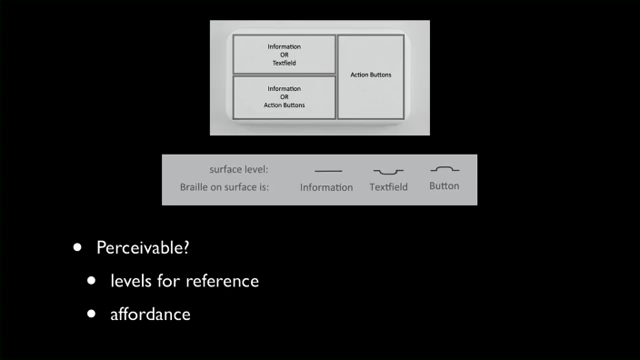 Information
OR
Textfield
Information
OR
Action Buttons
Action Buttons
surface level:
Braille on surface is: Information Textfield Button
Perceivable?
levels for reference
affordance